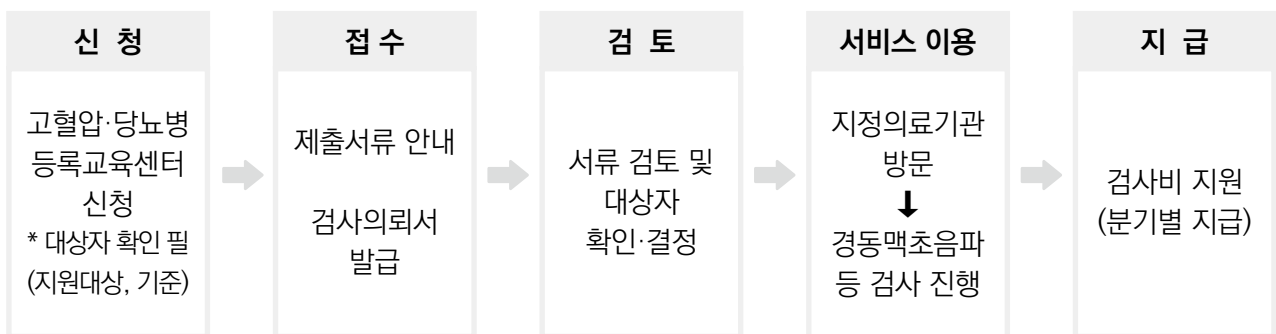 신 청
고혈압·당뇨병
등록교육센터
신청
* 대상자 확인 필
(지원대상, 기준)
접 수
제출서류 안내
검사의뢰서
발급
검 토
서류 검토 및
대상자
확인·결정
서비스 이용
지정의료기관
방문
경동맥초음파
등 검사 진행
지 급
검사비 지원
(분기별 지급)